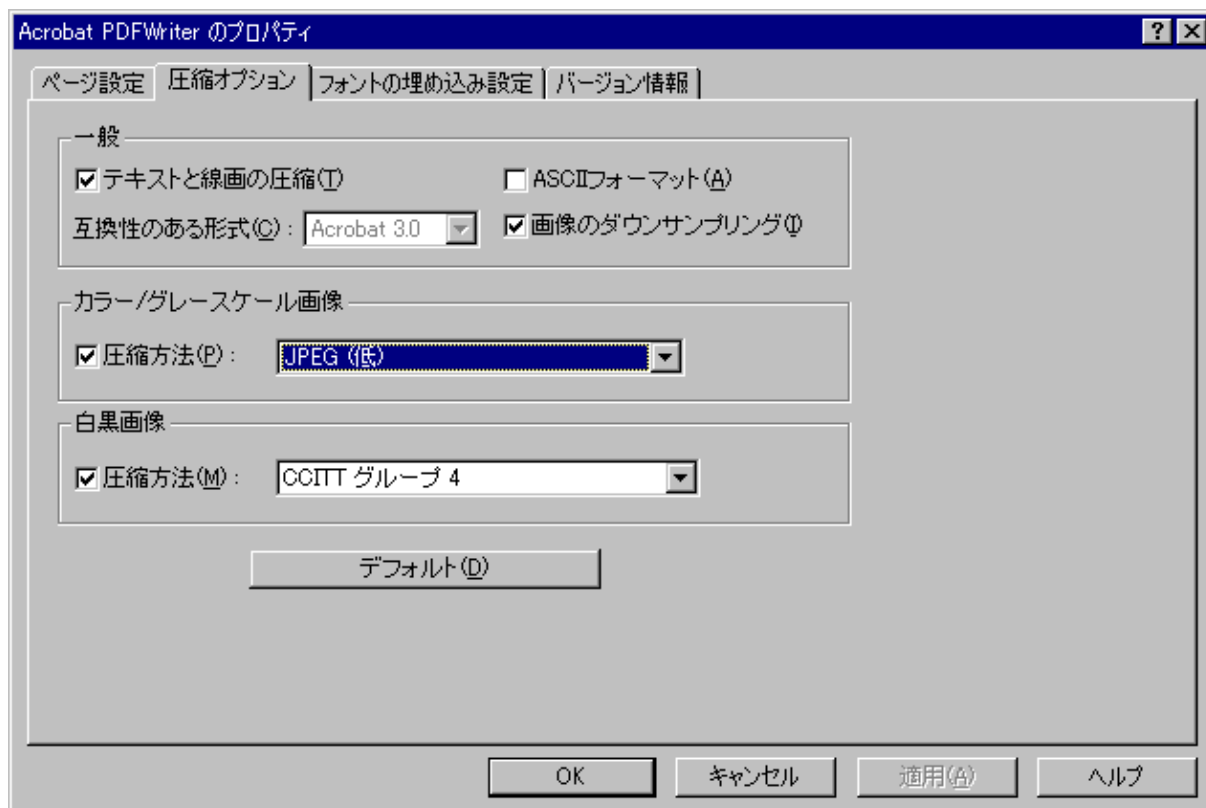 Acrobat PDFWriter のプロパティ
ページ設定 圧縮オプション フォントの埋め込み設定 バージョン情報
一般
テキストと線画の圧縮(T) ASCIIフォーマット(A)
互換性のある形式(C): Acrobat 3.0 画像のダウンサンプリング(I)
カラー/グレースケール画像
圧縮方法(P): JPEG (低)
白黒画像
圧縮方法(M): CCITT グループ 4
デフォルト(D)
OK キャンセル 適用(A) ヘルプ